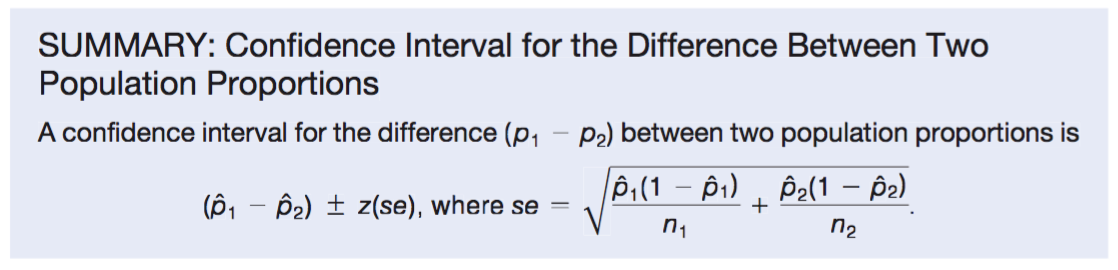 SUMMARY: Confidence Interval for the Difference Between Two
Population Proportions
A confidence interval for the difference (p₁ − p₂) between two population proportions is
(p̂₁ − p̂₂) ± z(se), where se = √(p̂₁(1 − p̂₁)/n₁ + p̂₂(1 − p̂₂)/n₂).